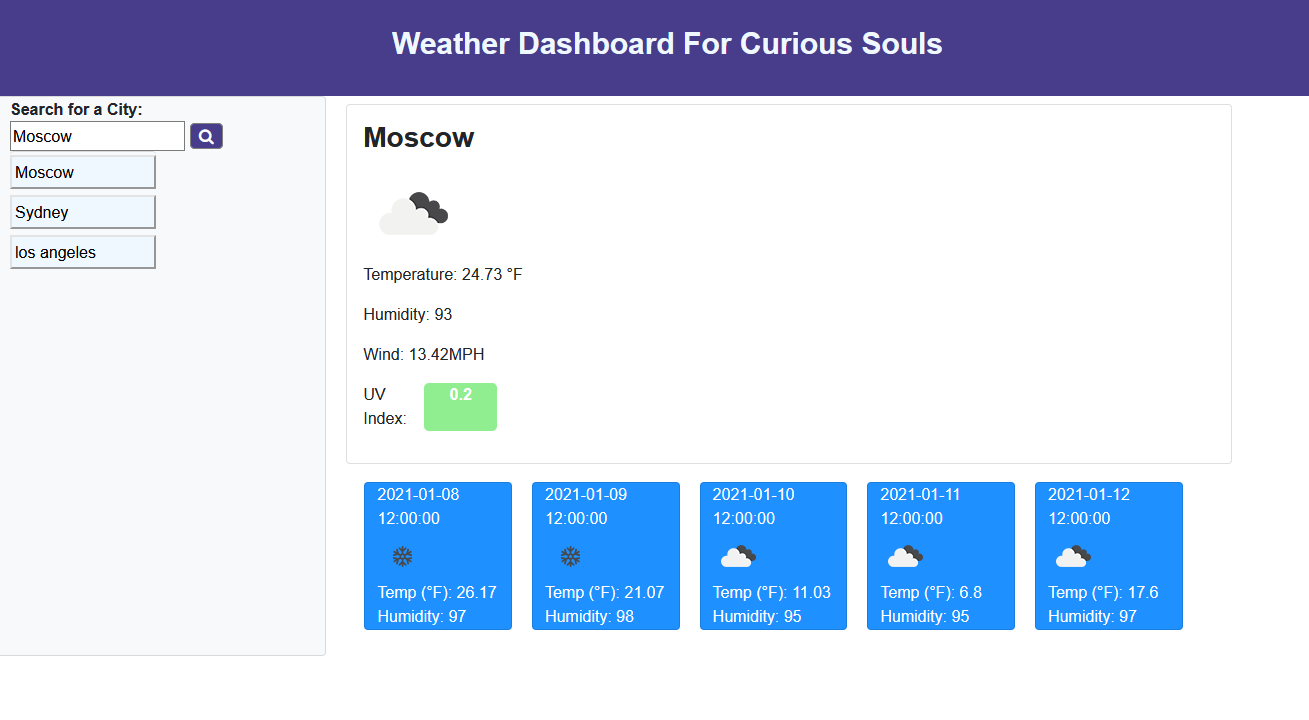 Weather Dashboard For Curious Souls
Search for a City:
Moscow
Moscow
Sydney
los angeles
Moscow
Temperature: 24.73 °F
Humidity: 93
Wind: 13.42MPH
UV
Index:
0.2
2021-01-08
12:00:00
Temp (°F): 26.17
Humidity: 97
2021-01-09
12:00:00
Temp (°F): 21.07
Humidity: 98
2021-01-10
12:00:00
Temp (°F): 11.03
Humidity: 95
2021-01-11
12:00:00
Temp (°F): 6.8
Humidity: 95
2021-01-12
12:00:00
Temp (°F): 17.6
Humidity: 97